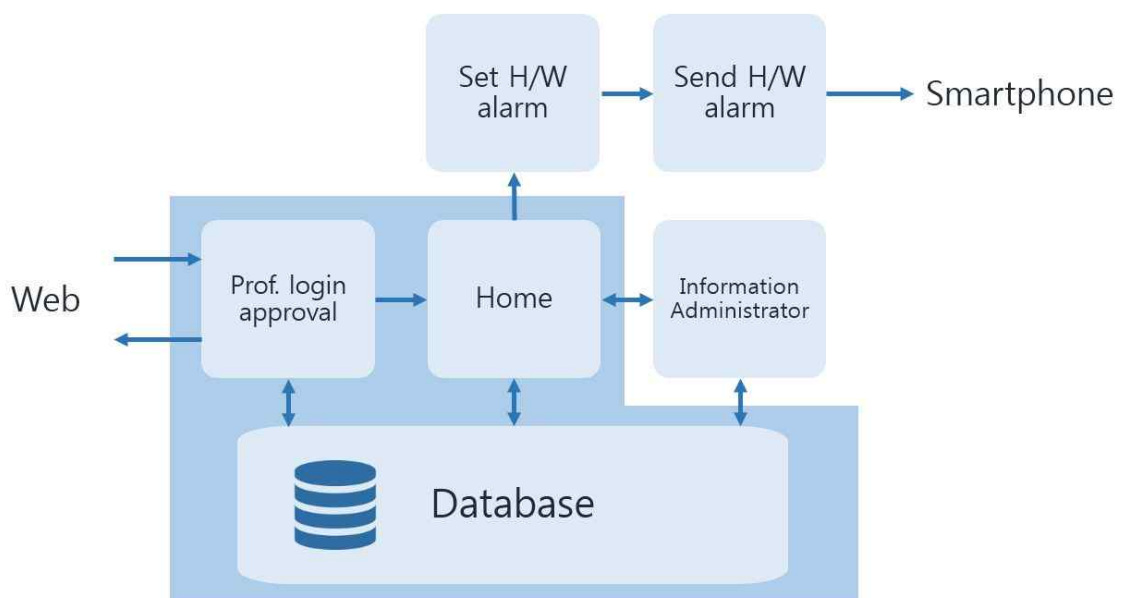 Set H/W
alarm
Send H/W
alarm
Smartphone
Web
Prof. login
approval
Home
Information
Administrator
Database